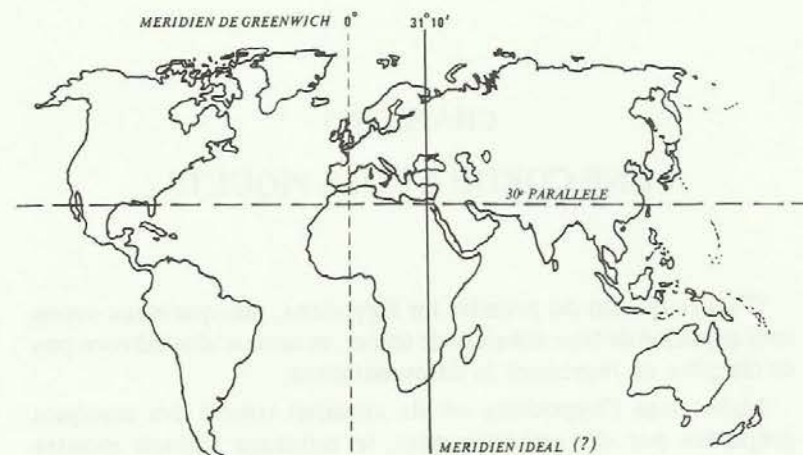 MERIDIEN DE GREENWICH 0° 31° 10'
30e PARALLELE
MERIDIEN IDEAL (?)